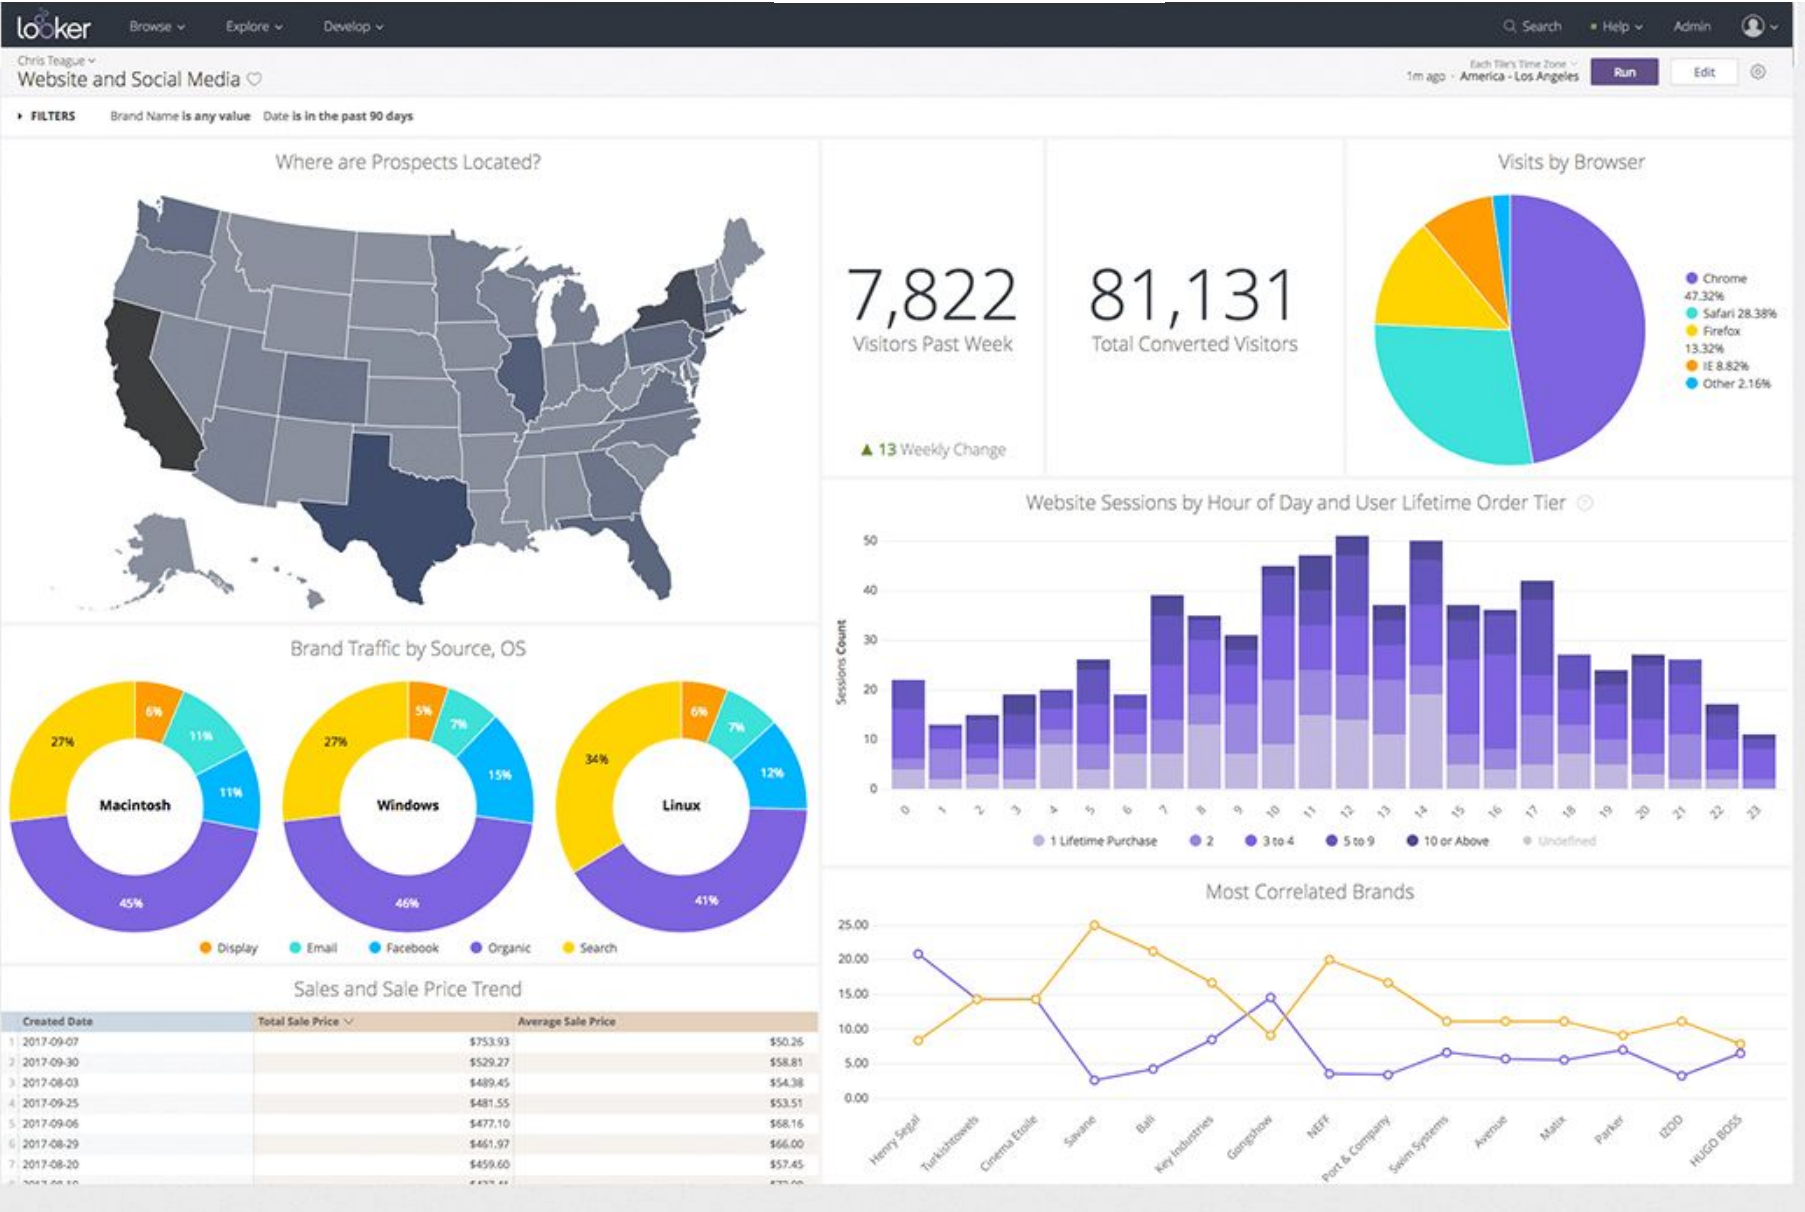 looker
Browse
Explore
Develop
Search
Help
Admin
Chris Teague
Website and Social Media
1m ago
Each Tile's Time Zone
America - Los Angeles
Run
Edit
FILTERS
Brand Name is any value
Date is in the past 90 days
Where are Prospects Located?
7,822
Visitors Past Week
▲ 13 Weekly Change
81,131
Total Converted Visitors
Visits by Browser
Chrome
47.32%
Safari 28.38%
Firefox
13.32%
IE 8.82%
Other 2.16%
Website Sessions by Hour of Day and User Lifetime Order Tier
Sessions Count
50
40
30
20
10
0
0 1 2 3 4 5 6 7 8 9 10 11 12 13 14 15 16 17 18 19 20 21 22 23
1 Lifetime Purchase
2
3 to 4
5 to 9
10 or Above
Undefined
Brand Traffic by Source, OS
27% 6% 11% 11% 45%
Macintosh
27% 5% 7% 15% 46%
Windows
34% 6% 7% 12% 41%
Linux
Display
Email
Facebook
Organic
Search
Most Correlated Brands
25.00
20.00
15.00
10.00
5.00
0.00
Henry Segal
Turkishtowels
Cinema Etoile
Savane
Bali
Key Industries
Gongshow
NEFF
Port & Company
Swim Systems
Avenue
Matix
Parker
IZOD
HUGO BOSS
Sales and Sale Price Trend
Created Date Total Sale Price Average Sale Price
1 2017-09-07 $753.93 $50.26
2 2017-09-30 $529.27 $58.81
3 2017-08-03 $489.45 $54.38
4 2017-09-25 $481.55 $53.51
5 2017-09-06 $477.10 $68.16
6 2017-08-29 $461.97 $66.00
7 2017-08-20 $459.60 $57.45